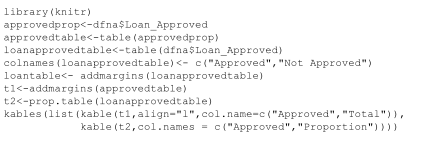 library(knitr)
approvedprop<-dfna$Loan_Approved
approvedtable<-table(approvedprop)
loanapprovedtable<-table(dfna$Loan_Approved)
colnames(loanapprovedtable)<- c("Approved","Not Approved")
loantable<- addmargins(loanapprovedtable)
t1<-addmargins(approvedtable)
t2<-prop.table(loanapprovedtable)
kables(list(kable(t1,align="l",col.name=c("Approved","Total")),
kable(t2,col.names = c("Approved","Proportion"))))